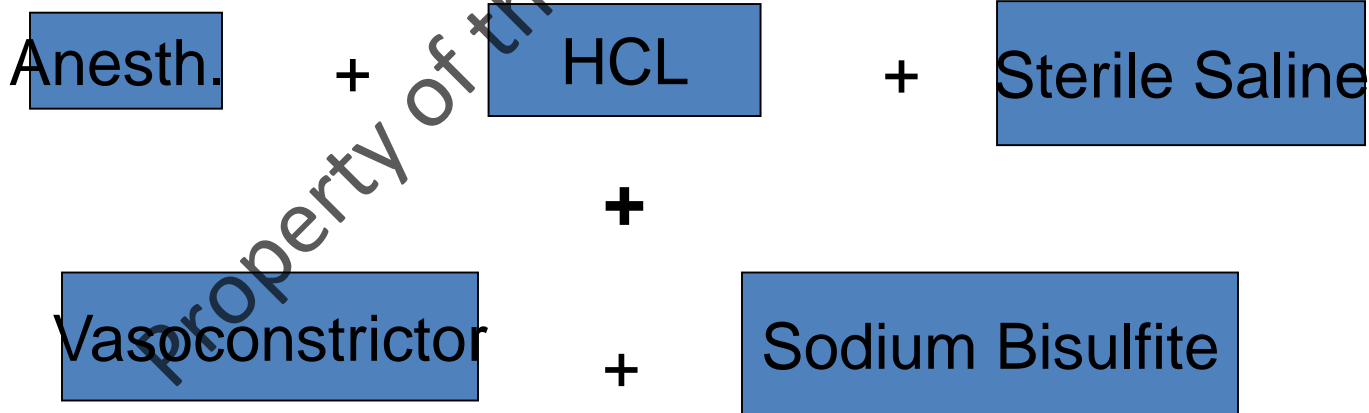 Anesth. + HCL + Sterile Saline
+
Vasoconstrictor + Sodium Bisulfite
Property of th